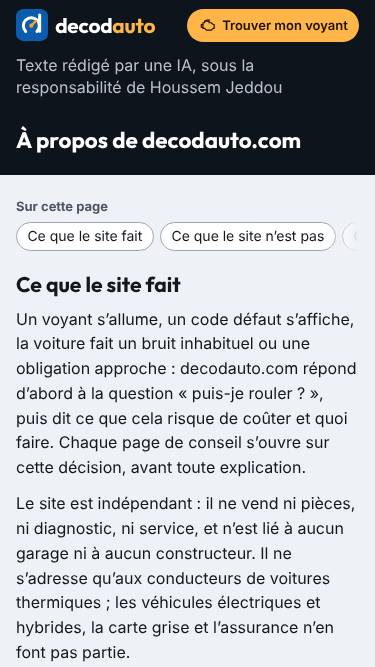 decodauto
Trouver mon voyant
Texte rédigé par une IA, sous la
responsabilité de Houssem Jeddou
À propos de decodauto.com
Sur cette page
Ce que le site fait
Ce que le site n’est pas
Ce que le site fait
Un voyant s’allume, un code défaut s’affiche,
la voiture fait un bruit inhabituel ou une
obligation approche : decodauto.com répond
d’abord à la question « puis-je rouler ? »,
puis dit ce que cela risque de coûter et quoi
faire. Chaque page de conseil s’ouvre sur
cette décision, avant toute explication.
Le site est indépendant : il ne vend ni pièces,
ni diagnostic, ni service, et n’est lié à aucun
garage ni à aucun constructeur. Il ne
s’adresse qu’aux conducteurs de voitures
thermiques ; les véhicules électriques et
hybrides, la carte grise et l’assurance n’en
font pas partie.